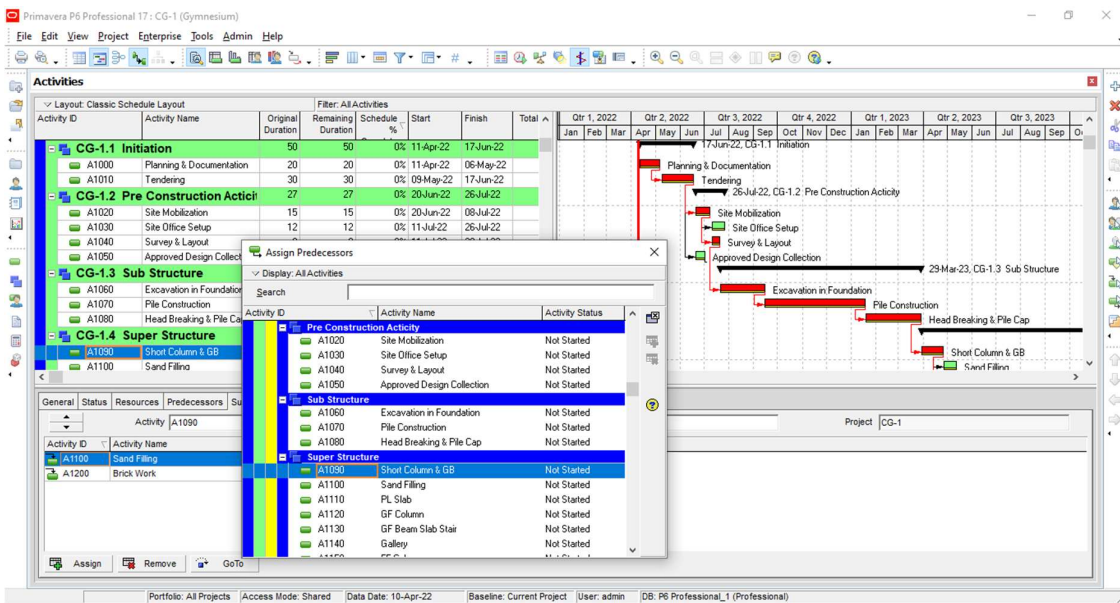 Primavera P6 Professional 17 : CG-1 (Gymnesium)
File Edit View Project Enterprise Tools Admin Help
Activities
Layout: Classic Schedule Layout Filter: All Activities
Activity ID Activity Name Original Duration Remaining Duration Schedule % Start Finish Total
Qtr 1, 2022 Qtr 2, 2022 Qtr 3, 2022 Qtr 4, 2022 Qtr 1, 2023 Qtr 2, 2023 Qtr 3, 2023
Jan Feb Mar Apr May Jun Jul Aug Sep Oct Nov Dec Jan Feb Mar Apr May Jun Jul Aug Sep
CG-1.1 Initiation 50 50 0% 11-Apr-22 17-Jun-22
17-Jun-22, CG-1.1 Initiation
A1000 Planning & Documentation 20 20 0% 11-Apr-22 06-May-22
Planning & Documentation
A1010 Tendering 30 30 0% 09-May-22 17-Jun-22
Tendering
CG-1.2 Pre Construction Acticit 27 27 0% 20-Jun-22 26-Jul-22
26-Jul-22, CG-1.2 Pre Construction Acticity
A1020 Site Mobilization 15 15 0% 20-Jun-22 08-Jul-22
Site Mobilization
A1030 Site Office Setup 12 12 0% 11-Jul-22 26-Jul-22
Site Office Setup
A1040 Survey & Layout
Survey & Layout
A1050 Approved Design Collect
Approved Design Collection
CG-1.3 Sub Structure
29-Mar-23, CG-1.3 Sub Structure
A1060 Excavation in Foundation
Excavation in Foundation
A1070 Pile Construction
Pile Construction
A1080 Head Breaking & Pile Ca
Head Breaking & Pile Cap
CG-1.4 Super Structure
A1090 Short Column & GB
Short Column & GB
A1100 Sand Filling
Sand Filling
Assign Predecessors
Display: All Activities
Search
Activity ID Activity Name Activity Status
Pre Construction Acticity
A1020 Site Mobilization Not Started
A1030 Site Office Setup Not Started
A1040 Survey & Layout Not Started
A1050 Approved Design Collection Not Started
Sub Structure
A1060 Excavation in Foundation Not Started
A1070 Pile Construction Not Started
A1080 Head Breaking & Pile Cap Not Started
Super Structure
A1090 Short Column & GB Not Started
A1100 Sand Filling Not Started
A1110 PL Slab Not Started
A1120 GF Column Not Started
A1130 GF Beam Slab Stair Not Started
A1140 Gallery Not Started
General Status Resources Predecessors Su
Activity A1090 Project CG-1
Activity ID Activity Name
A1100 Sand Filling
A1200 Brick Work
Assign Remove GoTo
Portfolio: All Projects Access Mode: Shared Data Date: 10-Apr-22 Baseline: Current Project User: admin DB: P6 Professional_1 (Professional)